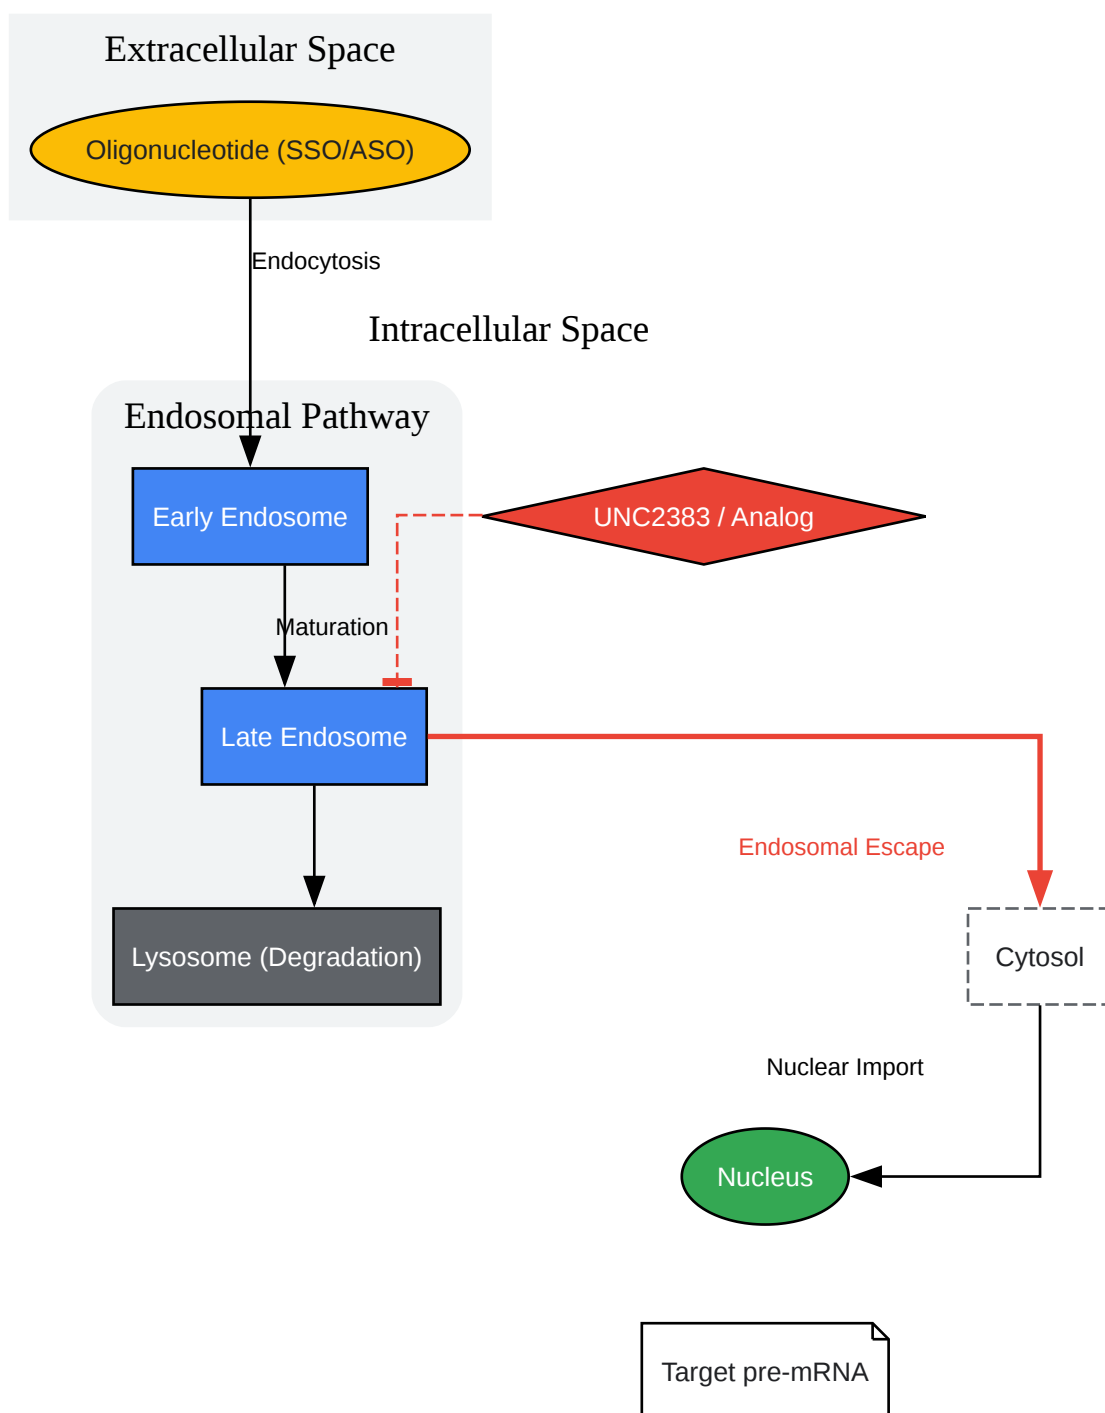 Extracellular Space
Oligonucleotide (SSO/ASO)
Endocytosis
Intracellular Space
Endosomal Pathway
Early Endosome
UNC2383 / Analog
Maturation
Late Endosome
Endosomal Escape
Lysosome (Degradation)
Cytosol
Nuclear Import
Nucleus
Target pre-mRNA